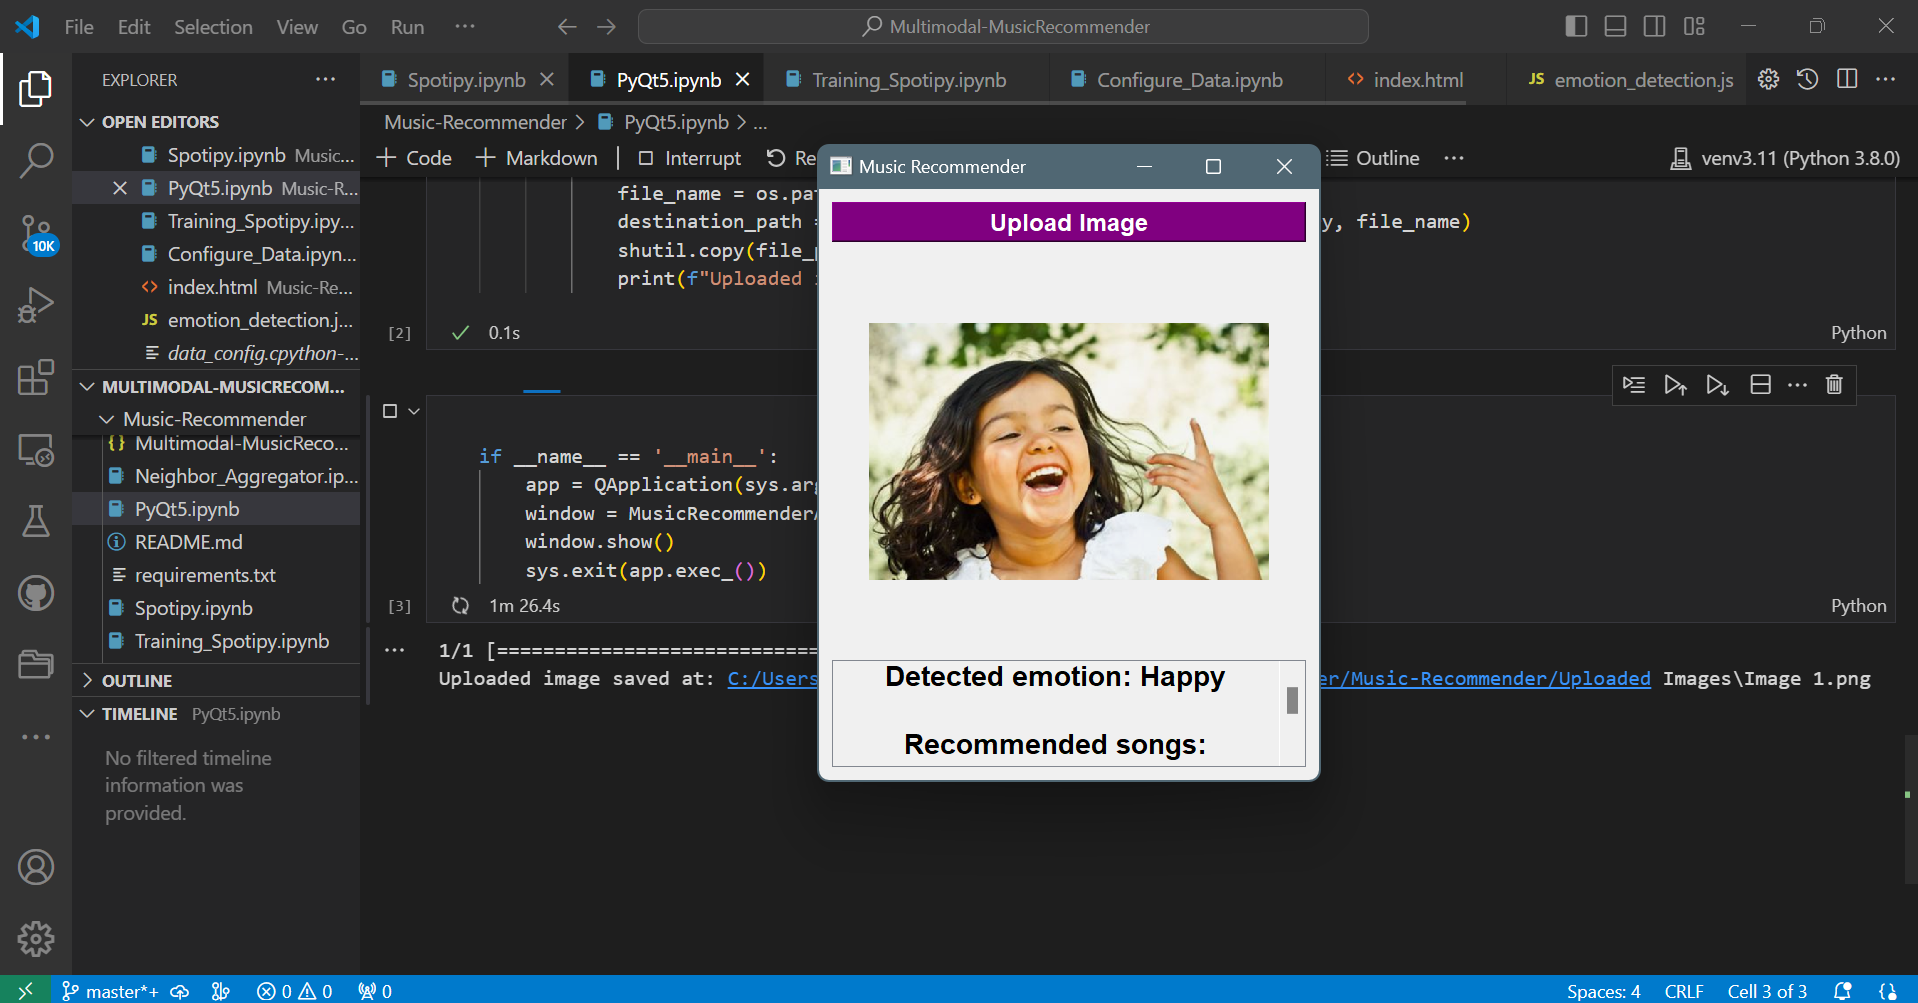 File Edit Selection View Go Run ···
Multimodal-MusicRecommender
EXPLORER ···
OPEN EDITORS
Spotipy.ipynb Music...
PyQt5.ipynb Music-R...
Training_Spotipy.ipy...
Configure_Data.ipyn...
index.html Music-Re...
JS emotion_detection.j...
data_config.cpython-...
MULTIMODAL-MUSICRECOM...
Music-Recommender
{} Multimodal-MusicReco...
Neighbor_Aggregator.ip...
PyQt5.ipynb
README.md
requirements.txt
Spotipy.ipynb
Training_Spotipy.ipynb
OUTLINE
TIMELINE PyQt5.ipynb
No filtered timeline
information was
provided.
10K
Spotipy.ipynb PyQt5.ipynb Training_Spotipy.ipynb Configure_Data.ipynb <> index.html JS emotion_detection.js
Music-Recommender > PyQt5.ipynb > ...
+ Code + Markdown | Interrupt Re Outline ··· venv3.11 (Python 3.8.0)
file_name = os.pa
destination_path = y, file_name)
shutil.copy(file_
print(f"Uploaded
[2] 0.1s Python
if __name__ == '__main__':
app = QApplication(sys.arg
window = MusicRecommender
window.show()
sys.exit(app.exec_())
[3] 1m 26.4s Python
1/1 [============================
Uploaded image saved at: C:/Users er/Music-Recommender/Uploaded Images\Image 1.png
Music Recommender
Upload Image
Detected emotion: Happy
Recommended songs:
master*+ 0 0 0 Spaces: 4 CRLF Cell 3 of 3